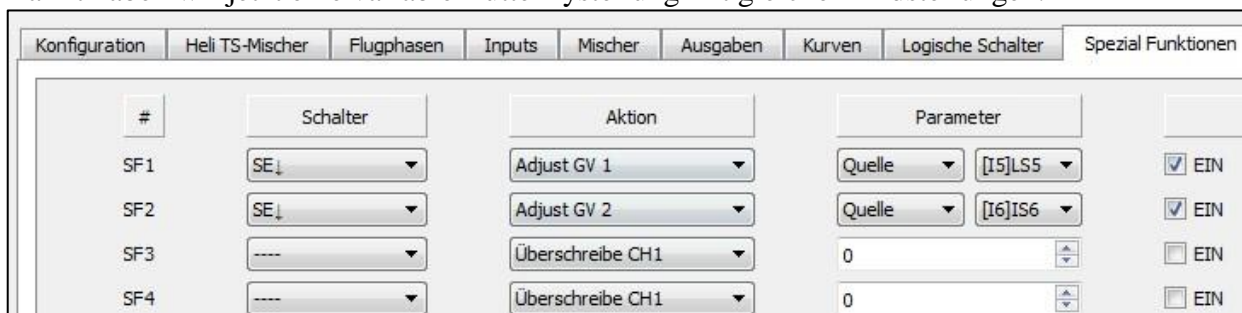 Konfiguration Heli TS-Mischer Flugphasen Inputs Mischer Ausgaben Kurven Logische Schalter Spezial Funktionen
# Schalter Aktion Parameter
SF1 SE↓ Adjust GV 1 Quelle [I5]LS5 EIN
SF2 SE↓ Adjust GV 2 Quelle [I6]IS6 EIN
SF3 ---- Überschreibe CH1 0 EIN
SF4 ---- Überschreibe CH1 0 EIN